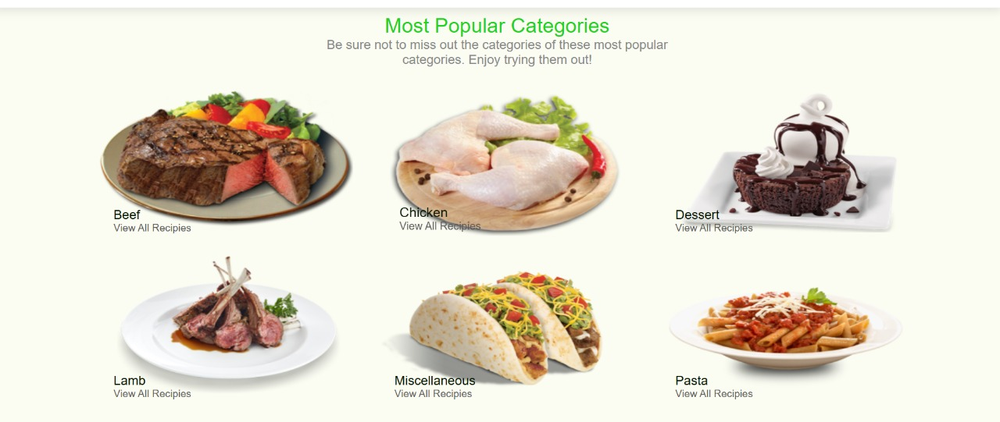 Most Popular Categories
Be sure not to miss out the categories of these most popular
categories. Enjoy trying them out!
Beef
View All Recipies
Chicken
View All Recipies
Dessert
View All Recipies
Lamb
View All Recipies
Miscellaneous
View All Recipies
Pasta
View All Recipies